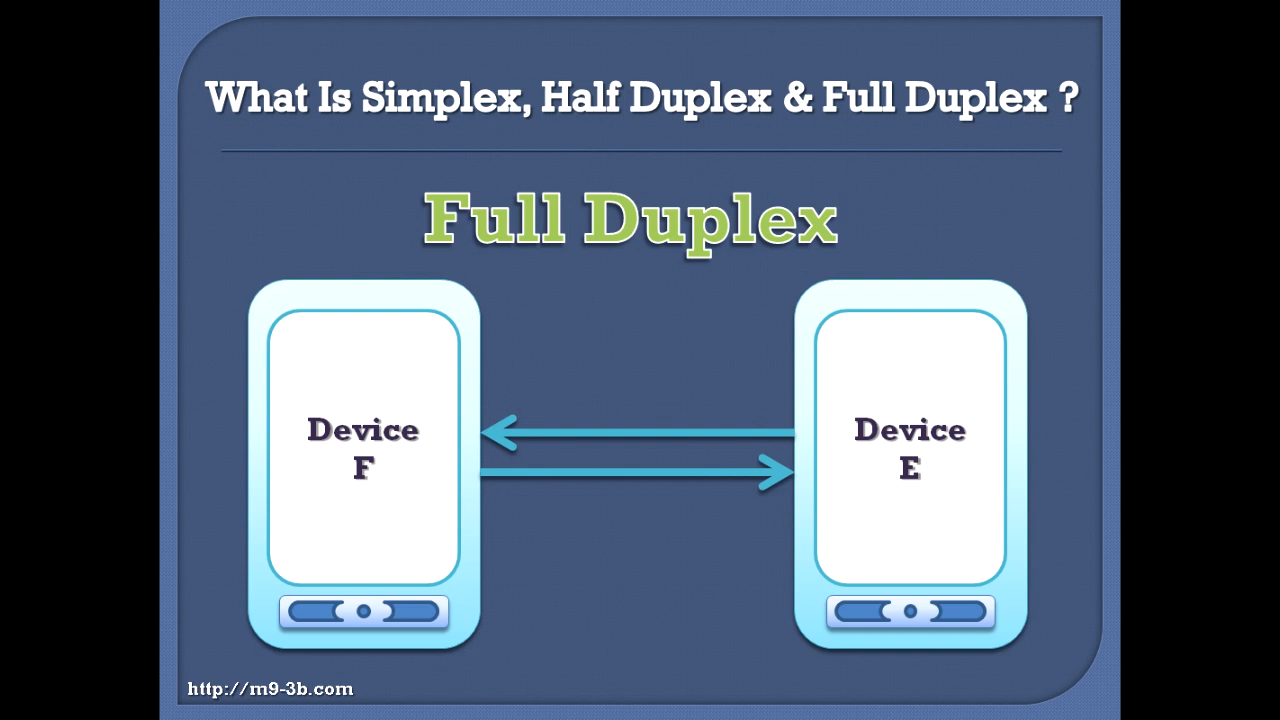 What Is Simplex, Half Duplex & Full Duplex ?
Full Duplex
Device
F
Device
E
http://m9-3b.com